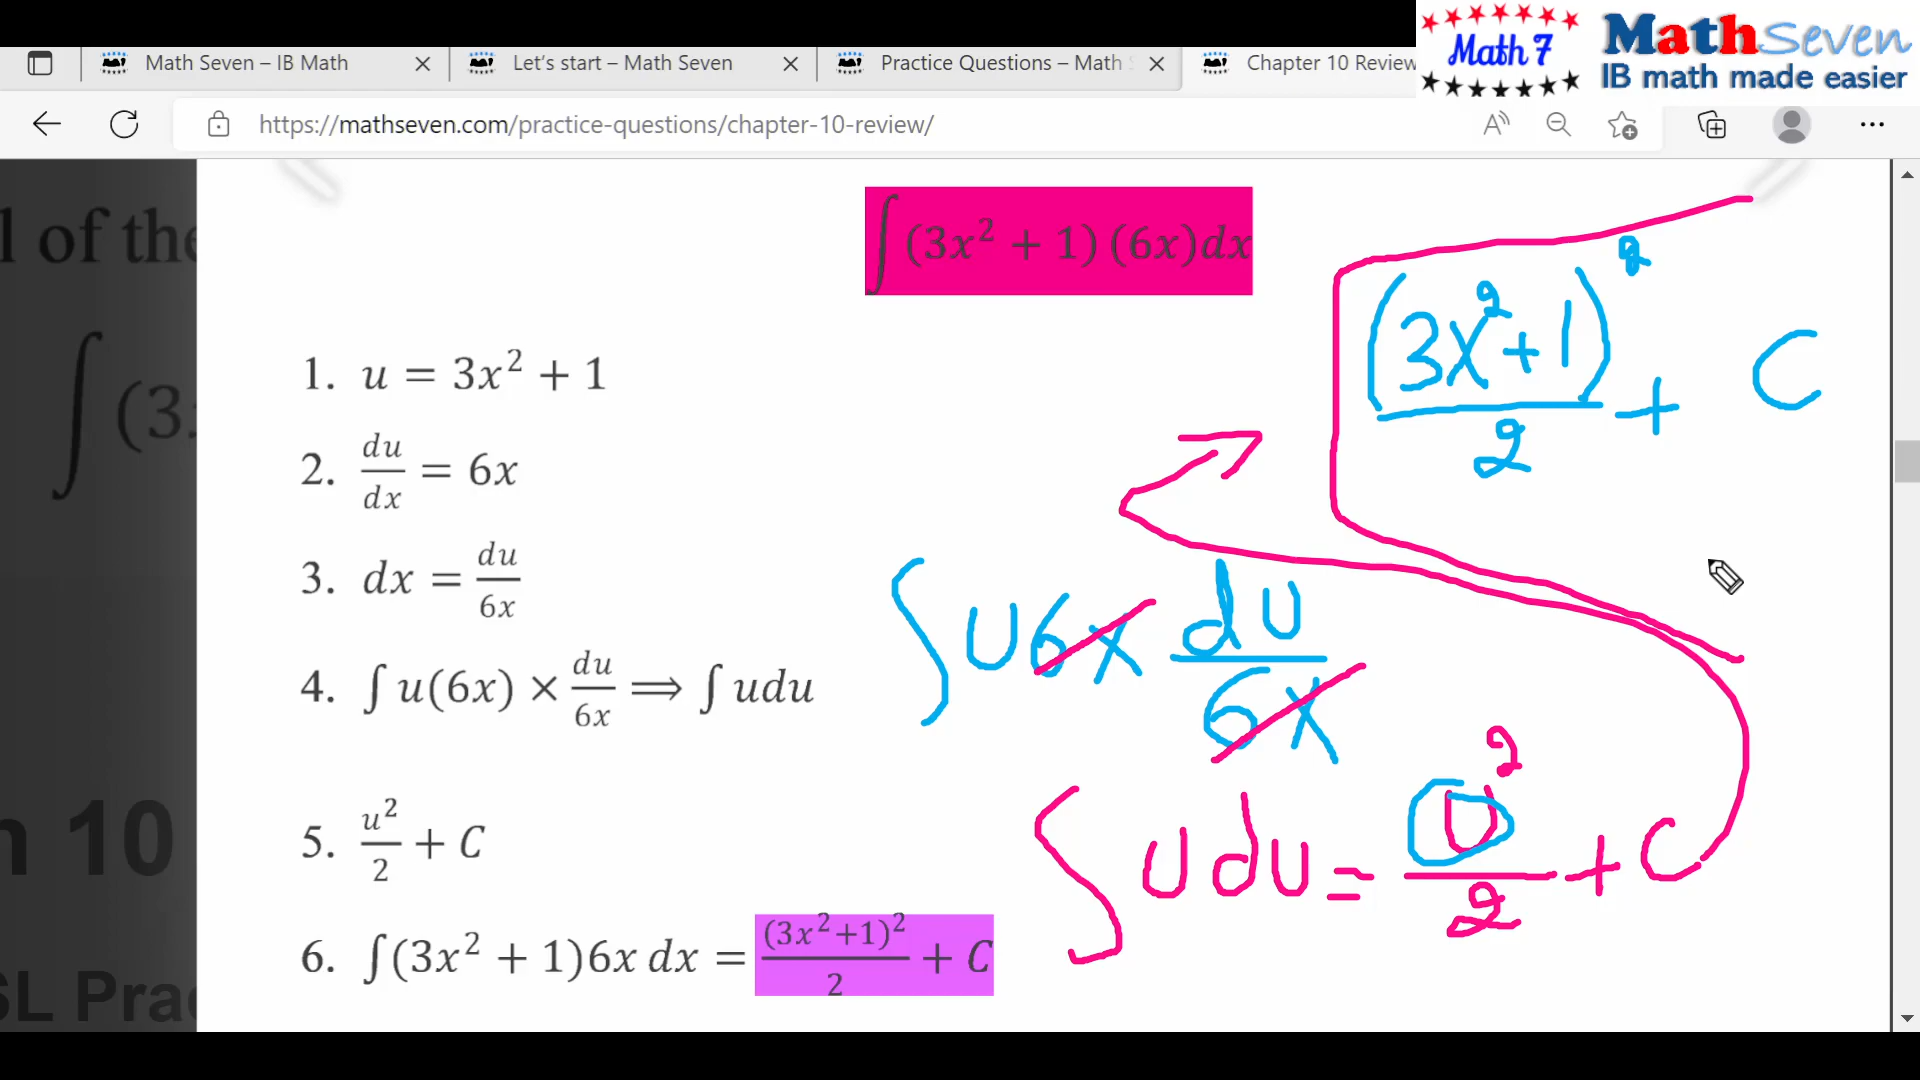 Math Seven – IB Math
Let's start – Math Seven
Practice Questions – Math
Chapter 10 Review
Math 7
MathSeven
IB math made easier
https://mathseven.com/practice-questions/chapter-10-review/
∫(3x² + 1)(6x)dx
l of the
∫(3
1. u = 3x² + 1
2. du/dx = 6x
3. dx = du/6x
4. ∫u(6x) × du/6x ⟹ ∫udu
5. u²/2 + C
6. ∫(3x² + 1)6x dx = (3x²+1)²/2 + C
(3x²+1)²/2 + C
∫u6x du/6x
∫u du = u²/2 + C
n 10
SL Prac